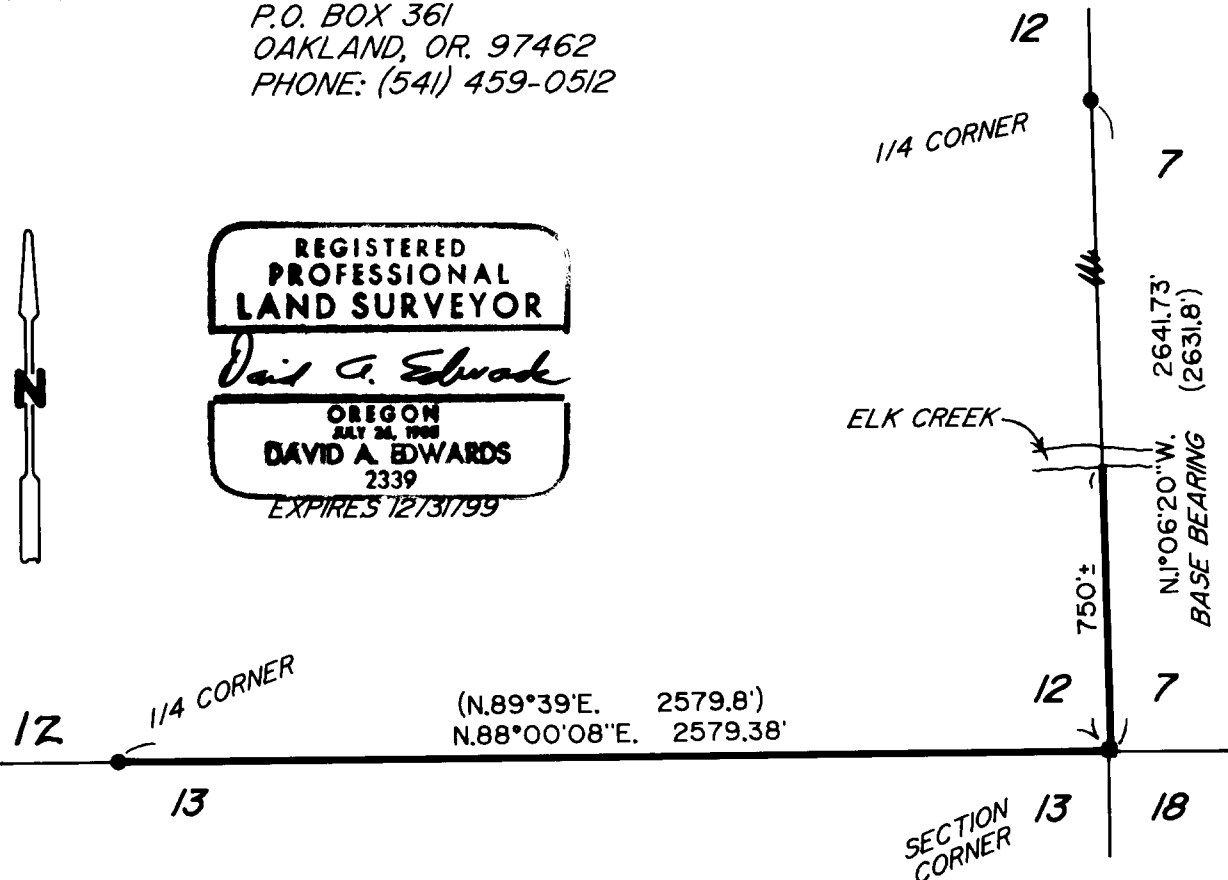 P.O. BOX 361
OAKLAND, OR. 97462
PHONE: (541) 459-0512
12
1/4 CORNER
7
REGISTERED
PROFESSIONAL
LAND SURVEYOR
David A. Edwards
OREGON
DAVID A. EDWARDS
2339
EXPIRES 12/31/99
N
2641.73'
(2631.8')
ELK CREEK
N.1°06'20"W.
BASE BEARING
750'±
1/4 CORNER
12
(N.89°39'E. 2579.8')
N.88°00'08"E. 2579.38'
12
7
13
SECTION
CORNER
13
18